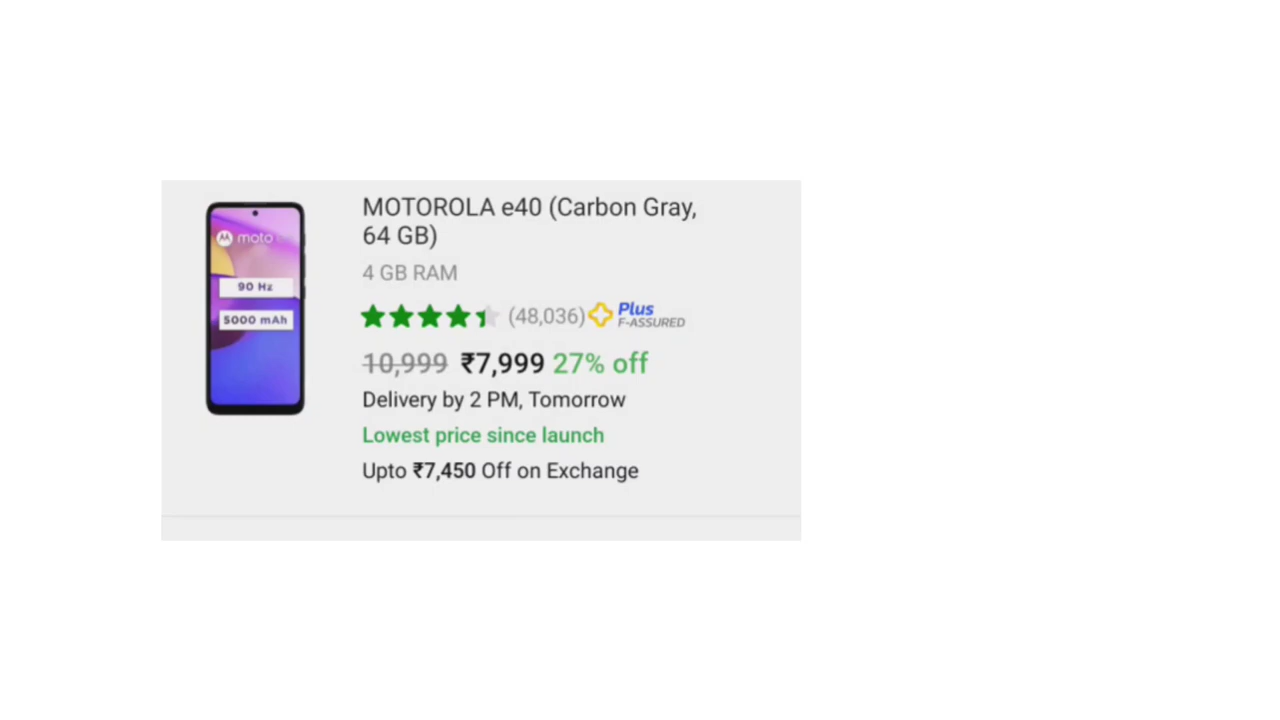 MOTOROLA e40 (Carbon Gray,
64 GB)
4 GB RAM
(48,036) Plus
F-ASSURED
10,999 ₹7,999 27% off
Delivery by 2 PM, Tomorrow
Lowest price since launch
Upto ₹7,450 Off on Exchange
moto
90 Hz
5000 mAh